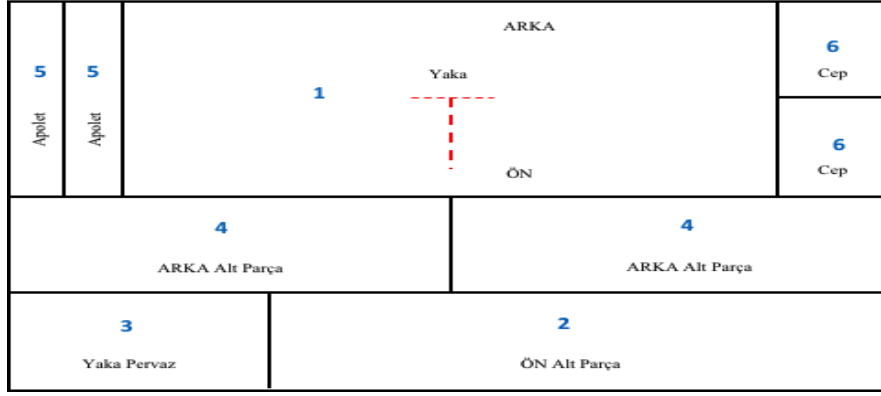 ARKA
5
5
1
Yaka
6
Cep
Apolet
Apolet
ÖN
6
Cep
4
4
ARKA Alt Parça
ARKA Alt Parça
3
2
Yaka Pervaz
ÖN Alt Parça